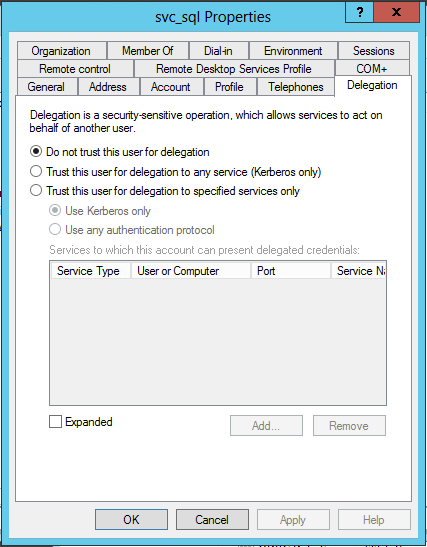 svc_sql Properties
?
x
Organization
Member Of
Dial-in
Environment
Sessions
Remote control
Remote Desktop Services Profile
COM+
General
Address
Account
Profile
Telephones
Delegation
Delegation is a security-sensitive operation, which allows services to act on
behalf of another user.
Do not trust this user for delegation
Trust this user for delegation to any service (Kerberos only)
Trust this user for delegation to specified services only
Use Kerberos only
Use any authentication protocol
Services to which this account can present delegated credentials:
Service Type
User or Computer
Port
Service Na
Expanded
Add...
Remove
OK
Cancel
Apply
Help